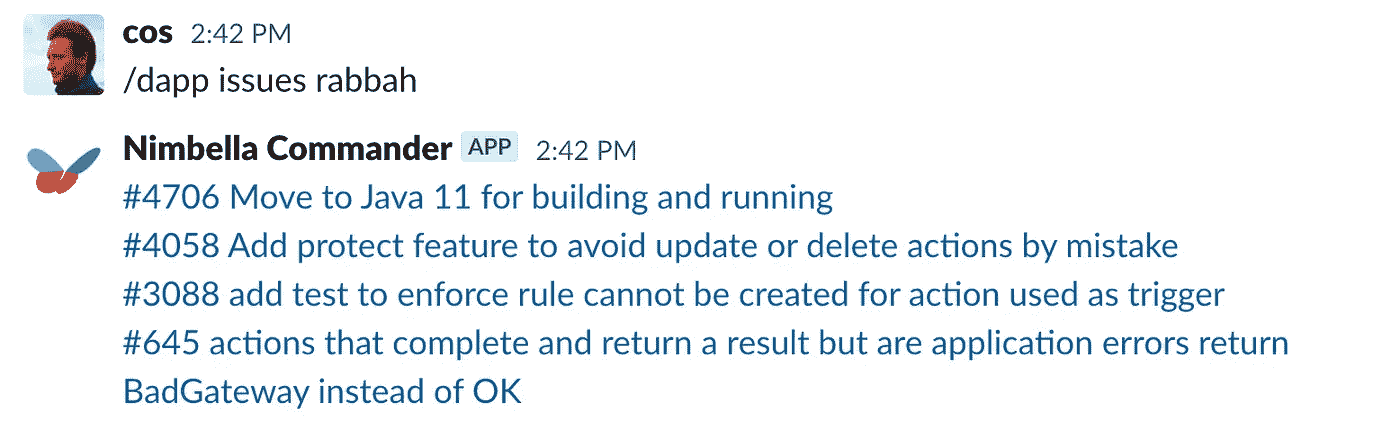 cos 2:42 PM
/dapp issues rabbah
Nimbella Commander APP 2:42 PM
#4706 Move to Java 11 for building and running
#4058 Add protect feature to avoid update or delete actions by mistake
#3088 add test to enforce rule cannot be created for action used as trigger
#645 actions that complete and return a result but are application errors return
BadGateway instead of OK